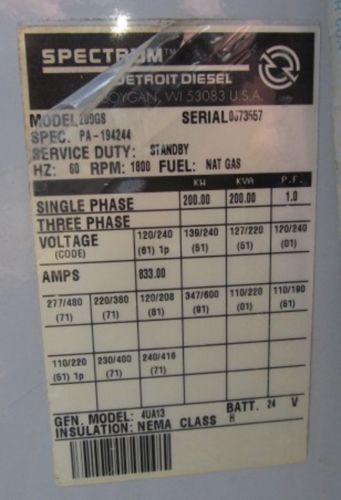 SPECTRUM™
DETROIT DIESEL
BOYGAN, WI 53083 U.S.A.
MODEL 200GS SERIAL 0673557
SPEC. PA-194244
SERVICE DUTY: STANDBY
HZ: 60 RPM: 1800 FUEL: NAT GAS
KW KVA P.F.
SINGLE PHASE 200.00 200.00 1.0
THREE PHASE
VOLTAGE 120/240 139/240 127/220 120/240
(CODE) (61) 1p (51) (51) (01)
AMPS 833.00
277/480 220/380 120/208 347/600 110/220 110/190
(71) (71) (81) (91) (01) (51)
110/220 230/400 240/416
(51) 1p (71) (71)
GEN. MODEL: 4UA13 BATT. 24 V
INSULATION: NEMA CLASS H